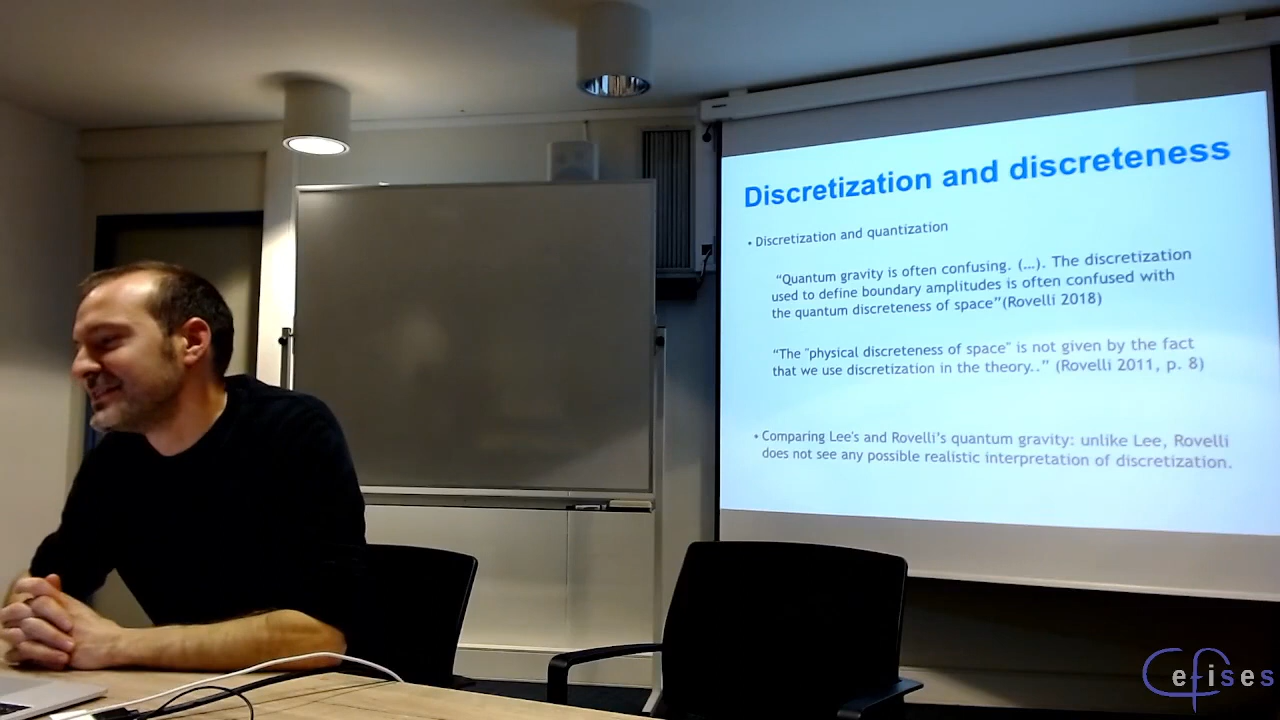 Discretization and discreteness
• Discretization and quantization
“Quantum gravity is often confusing. (…). The discretization
used to define boundary amplitudes is often confused with
the quantum discreteness of space”(Rovelli 2018)
“The "physical discreteness of space" is not given by the fact
that we use discretization in the theory..” (Rovelli 2011, p. 8)
• Comparing Lee's and Rovelli’s quantum gravity: unlike Lee, Rovelli
does not see any possible realistic interpretation of discretization.
Cefises